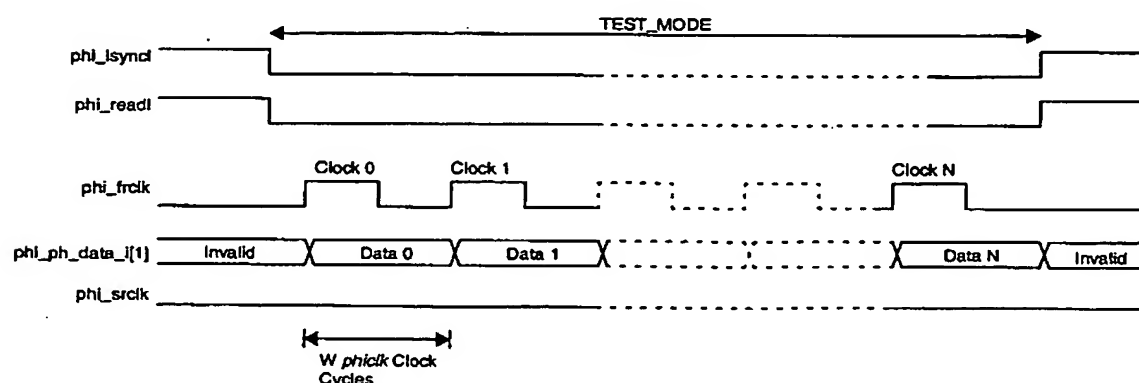 TEST_MODE
phi_lsyncl
phi_readl
Clock 0 Clock 1 Clock N
phi_frclk
phi_ph_data_i[1] Invalid Data 0 Data 1 Data N Invalid
phi_srclk
W phiclk Clock
Cycles